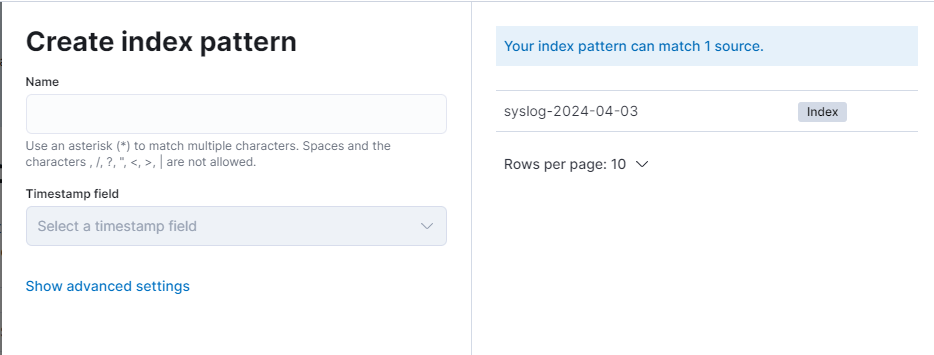 Create index pattern
Name
Use an asterisk (*) to match multiple characters. Spaces and the
characters , /, ?, ", <, >, | are not allowed.
Timestamp field
Select a timestamp field
Show advanced settings
Your index pattern can match 1 source.
syslog-2024-04-03 Index
Rows per page: 10